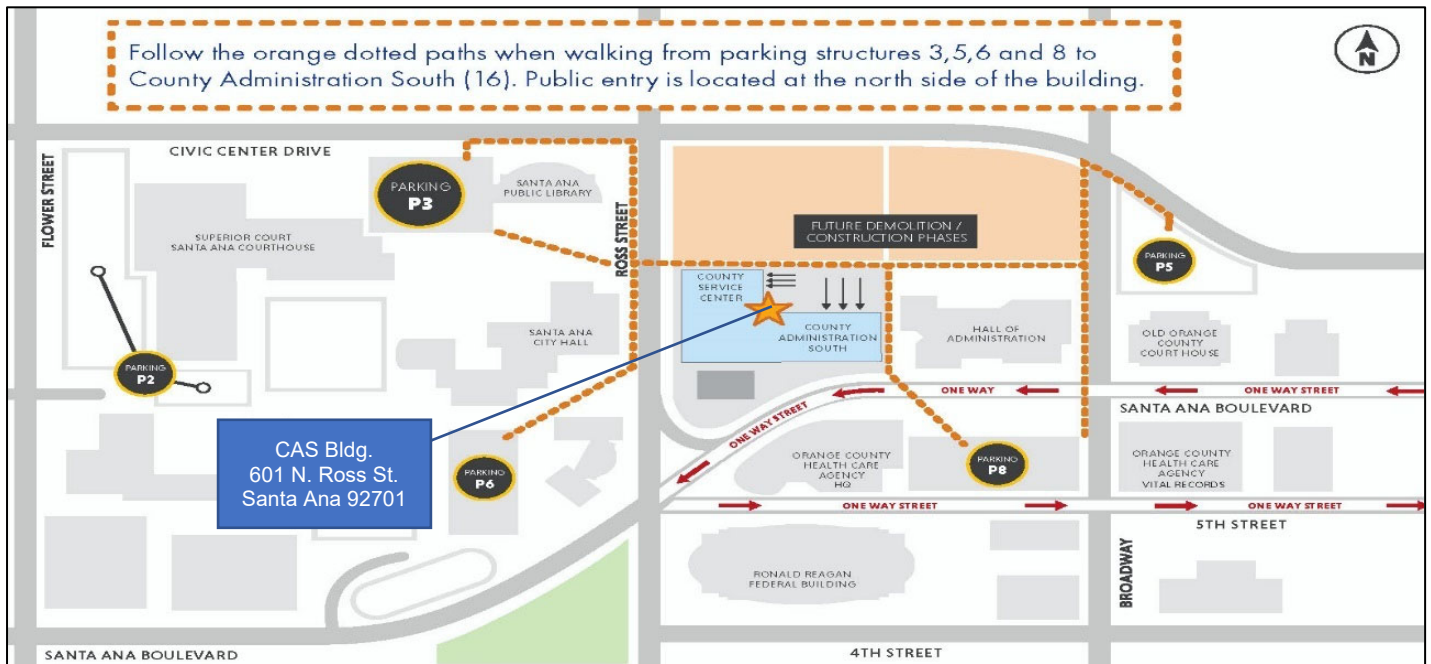 Follow the orange dotted paths when walking from parking structures 3,5,6 and 8 to
County Administration South (16). Public entry is located at the north side of the building.
N
CIVIC CENTER DRIVE
FLOWER STREET
PARKING
P3
SANTA ANA
PUBLIC LIBRARY
ROSS STREET
SUPERIOR COURT
SANTA ANA COURTHOUSE
FUTURE DEMOLITION /
CONSTRUCTION PHASES
PARKING
P5
COUNTY
SERVICE
CENTER
COUNTY
ADMINISTRATION
SOUTH
HALL OF
ADMINISTRATION
OLD ORANGE
COUNTY
COURT HOUSE
SANTA ANA
CITY HALL
PARKING
P2
ONE WAY
ONE WAY STREET
SANTA ANA BOULEVARD
ONE WAY STREET
CAS Bldg.
601 N. Ross St.
Santa Ana 92701
PARKING
P6
ORANGE COUNTY
HEALTH CARE
AGENCY
HQ
PARKING
P8
ORANGE COUNTY
HEALTH CARE
AGENCY
VITAL RECORDS
ONE WAY STREET
ONE WAY STREET
5TH STREET
RONALD REAGAN
FEDERAL BUILDING
BROADWAY
SANTA ANA BOULEVARD
4TH STREET